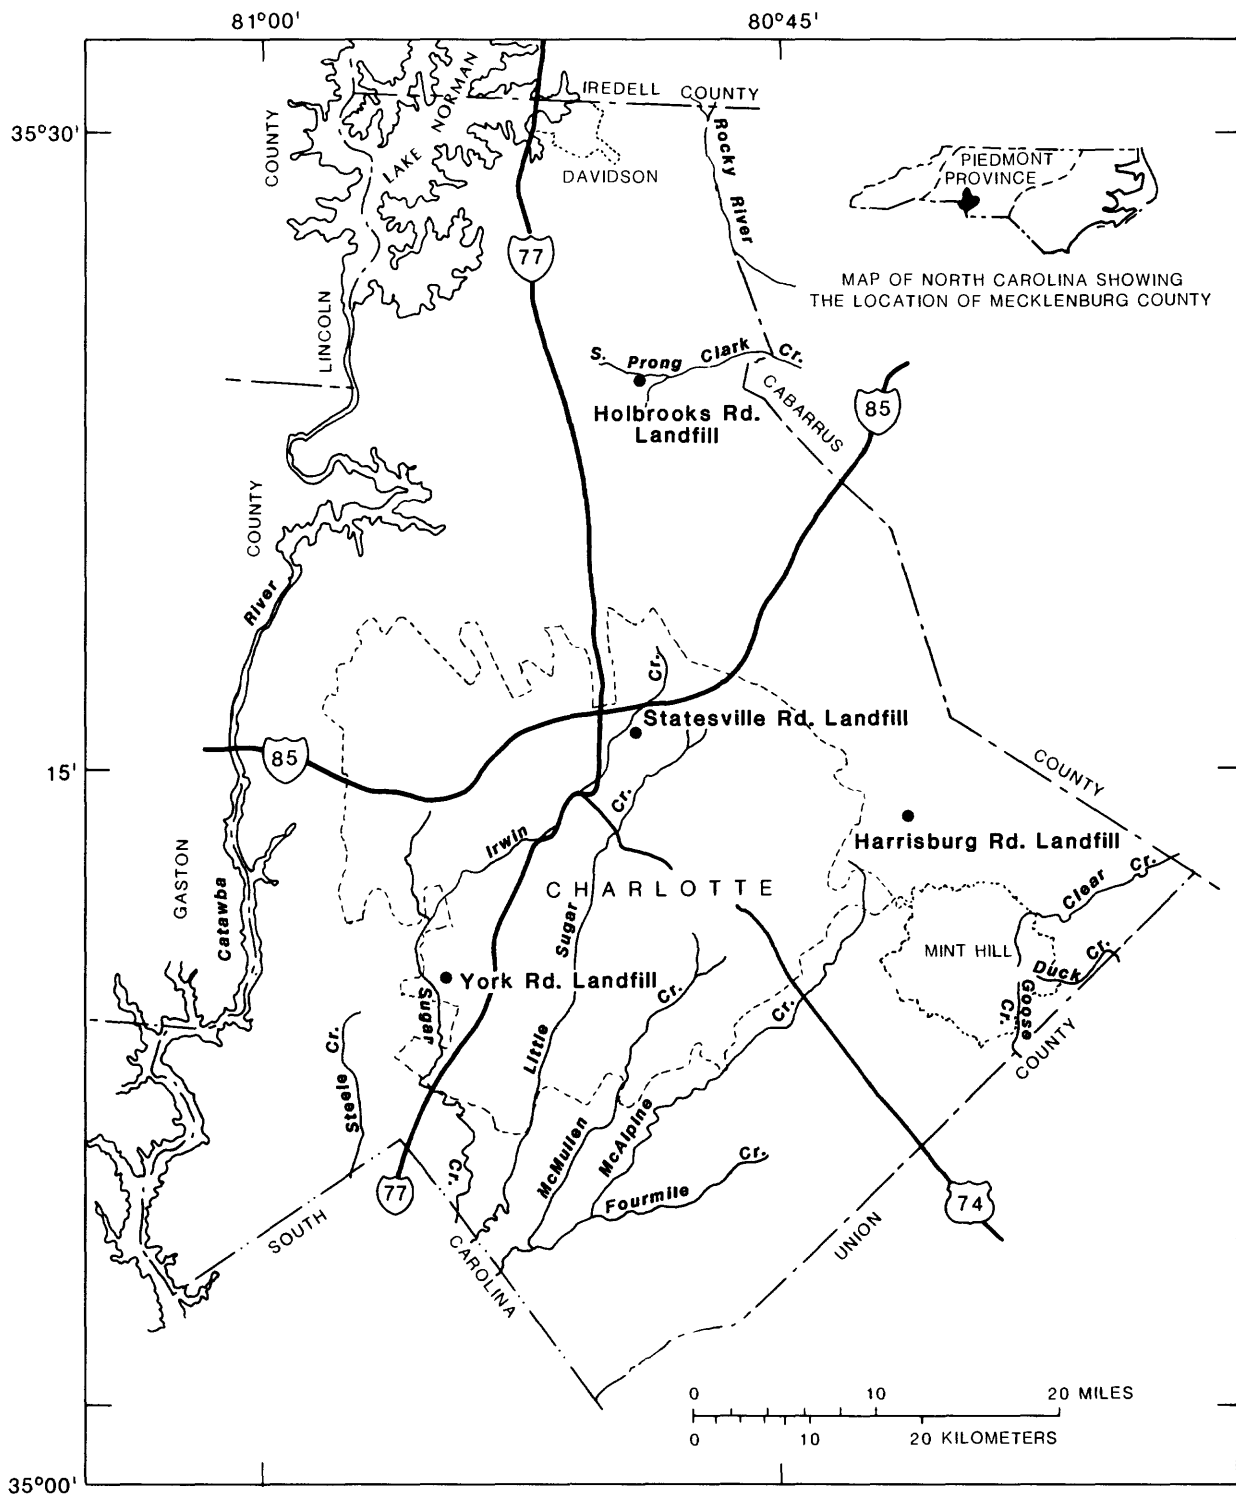 81°00'
80°45'
35°30'
15'
35°00'
IREDELL COUNTY
LAKE NORMAN
COUNTY
LINCOLN
DAVIDSON
Rocky River
77
PIEDMONT
PROVINCE
MAP OF NORTH CAROLINA SHOWING
THE LOCATION OF MECKLENBURG COUNTY
S. Prong Clark Cr.
Holbrooks Rd.
Landfill
CABARRUS
85
COUNTY
River
Cr.
Statesville Rd. Landfill
85
COUNTY
Cr.
Irwin
Harrisburg Rd. Landfill
GASTON
Catawba
CHARLOTTE
Clear Cr.
Sugar
MINT HILL
Duck Cr.
York Rd. Landfill
Sugar
Cr.
Cr.
Goose
Cr.
COUNTY
Steele Cr.
Little
McMullen
McAlpine
Cr.
Cr.
Fourmile
77
74
SOUTH
CAROLINA
UNION
0 10 20 MILES
0 10 20 KILOMETERS